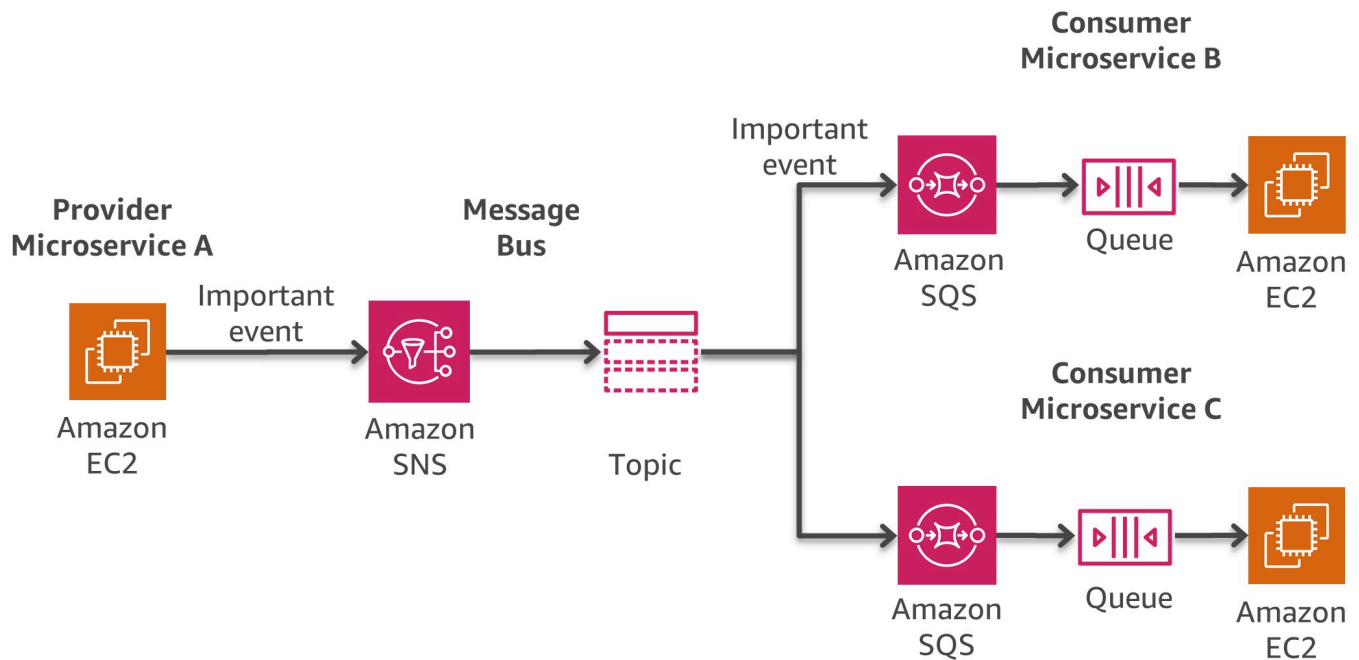 Provider
Microservice A
Amazon
EC2
Important
event
Message
Bus
Amazon
SNS
Topic
Important
event
Consumer
Microservice B
Amazon
SQS
Queue
Amazon
EC2
Consumer
Microservice C
Amazon
SQS
Queue
Amazon
EC2